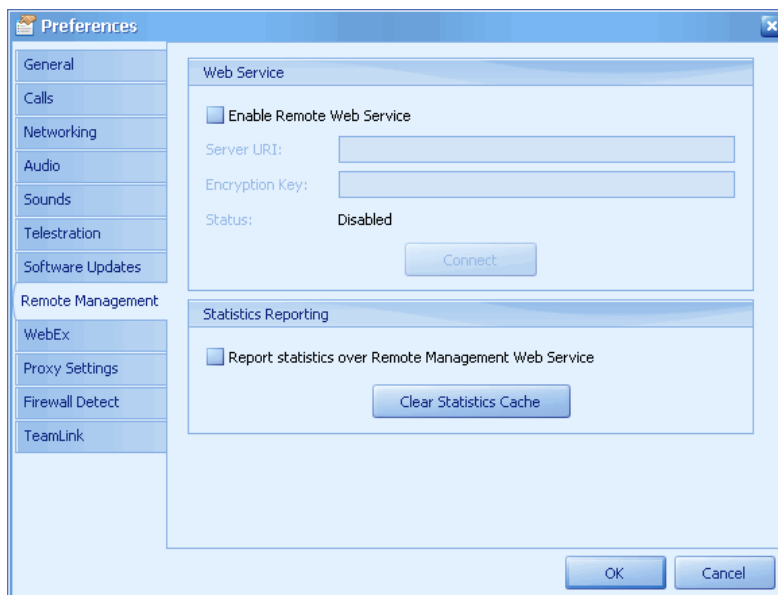 Preferences
General
Calls
Networking
Audio
Sounds
Telestration
Software Updates
Remote Management
WebEx
Proxy Settings
Firewall Detect
TeamLink
Web Service
Enable Remote Web Service
Server URI:
Encryption Key:
Status: Disabled
Connect
Statistics Reporting
Report statistics over Remote Management Web Service
Clear Statistics Cache
OK Cancel